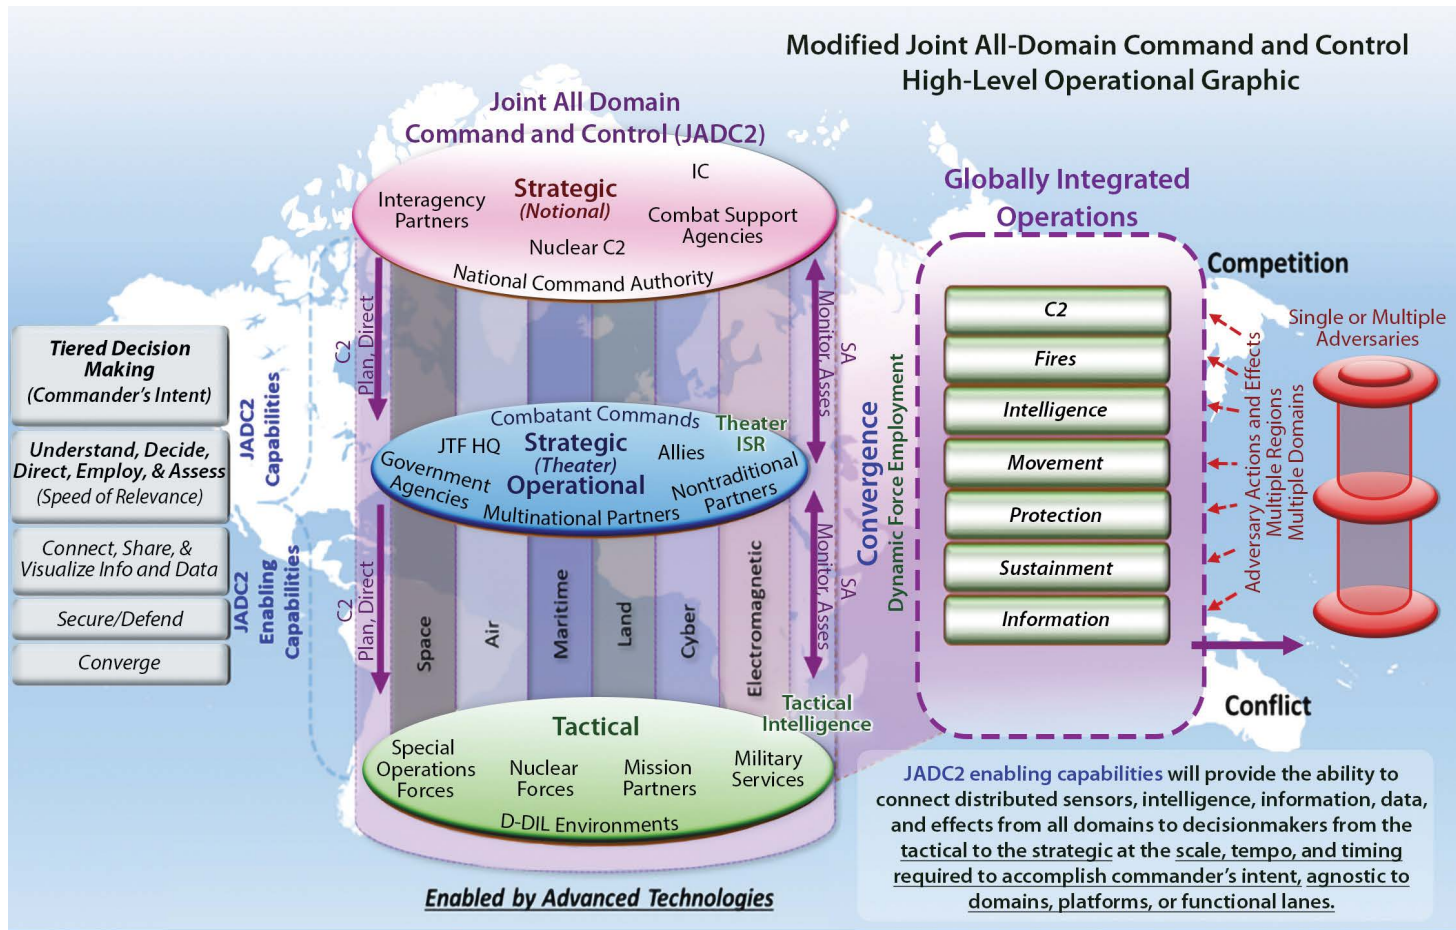 Modified Joint All-Domain Command and Control
High-Level Operational Graphic
Joint All Domain
Command and Control (JADC2)
IC
Strategic
(Notional)
Interagency
Partners
Combat Support
Agencies
Nuclear C2
National Command Authority
C2
Plan, Direct
SA
Monitor, Asses
Tiered Decision
Making
(Commander's Intent)
Understand, Decide,
Direct, Employ, & Assess
(Speed of Relevance)
Connect, Share, &
Visualize Info and Data
Secure/Defend
Converge
JADC2
Capabilities
JADC2
Enabling
Capabilities
Combatant Commands
Theater
ISR
JTF HQ
Strategic
(Theater)
Operational
Allies
Government
Agencies
Nontraditional
Partners
Multinational Partners
C2
Plan, Direct
SA
Monitor, Asses
Space
Air
Maritime
Land
Cyber
Electromagnetic
Tactical
Intelligence
Tactical
Special
Operations
Forces
Nuclear
Forces
Mission
Partners
Military
Services
D-DIL Environments
Enabled by Advanced Technologies
Convergence
Dynamic Force Employment
Globally Integrated
Operations
C2
Fires
Intelligence
Movement
Protection
Sustainment
Information
Competition
Single or Multiple
Adversaries
Adversary Actions and Effects
Multiple Regions
Multiple Domains
Conflict
JADC2 enabling capabilities will provide the ability to
connect distributed sensors, intelligence, information, data,
and effects from all domains to decisionmakers from the
tactical to the strategic at the scale, tempo, and timing
required to accomplish commander's intent, agnostic to
domains, platforms, or functional lanes.